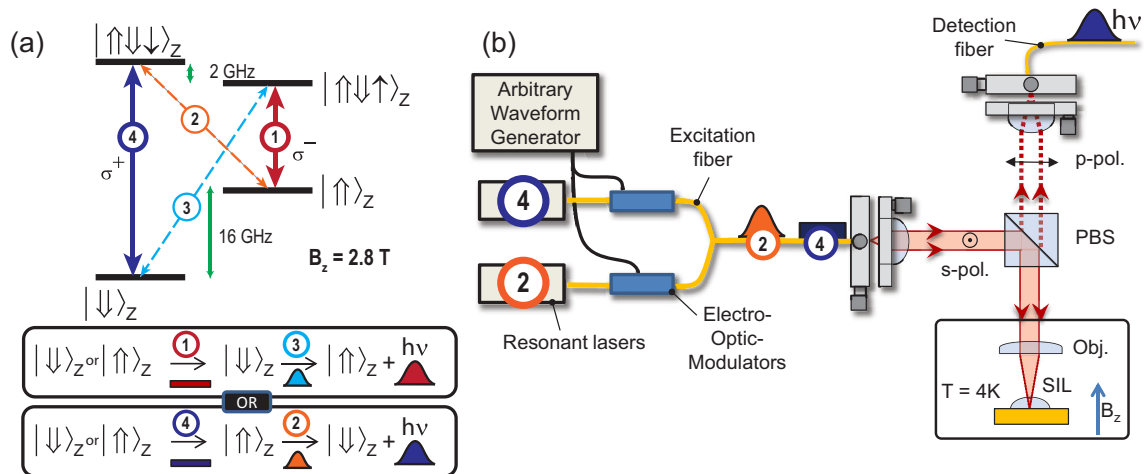 (a)
|⇑⇓↓⟩Z
2 GHz
|⇑⇓↑⟩Z
2
4
1
σ+
σ−
3
|⇑⟩Z
16 GHz
Bz = 2.8 T
|⇓⟩Z
1
3
hν
|⇓⟩Z or |⇑⟩Z → |⇓⟩Z → |⇑⟩Z +
OR
4
2
hν
|⇓⟩Z or |⇑⟩Z → |⇑⟩Z → |⇓⟩Z +
(b)
Arbitrary
Waveform
Generator
Excitation
fiber
4
2
2
4
Resonant lasers
Electro-
Optic-
Modulators
Detection
fiber
hν
p-pol.
PBS
s-pol.
Obj.
T = 4K
SIL
Bz